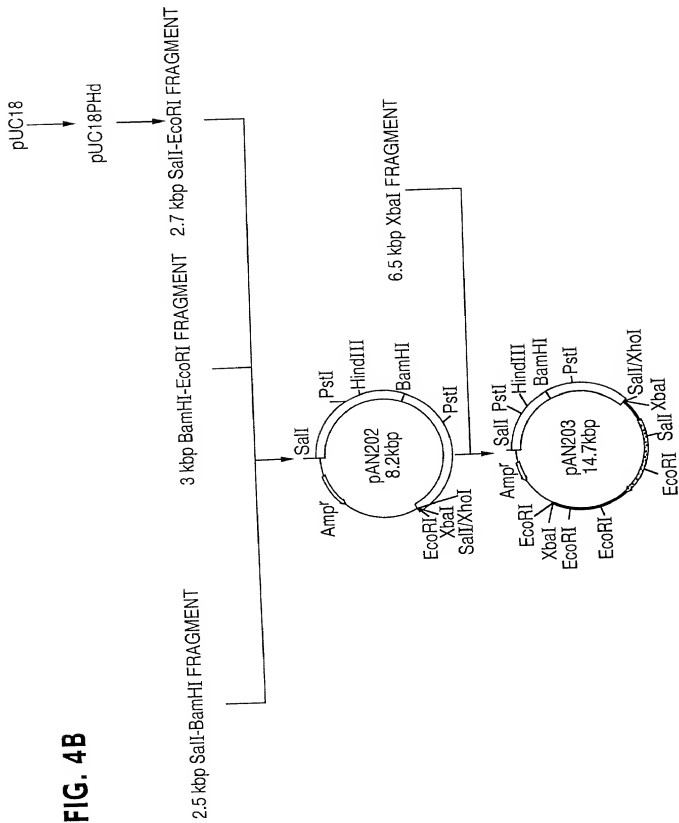 FIG. 4B
pUC18
pUC18PHd
2.5 kbp SalI-BamHI FRAGMENT
3 kbp BamHI-EcoRI FRAGMENT
2.7 kbp SalI-EcoRI FRAGMENT
SalI
PstI
HindIII
BamHI
PstI
Ampr
pAN202
8.2kbp
EcoRI
XbaI
SalI/XhoI
6.5 kbp XbaI FRAGMENT
SalI
PstI
HindIII
BamHI
PstI
SalI/XhoI
XbaI
SalI
EcoRI
Ampr
pAN203
14.7kbp
EcoRI
XbaI
EcoRI
EcoRI